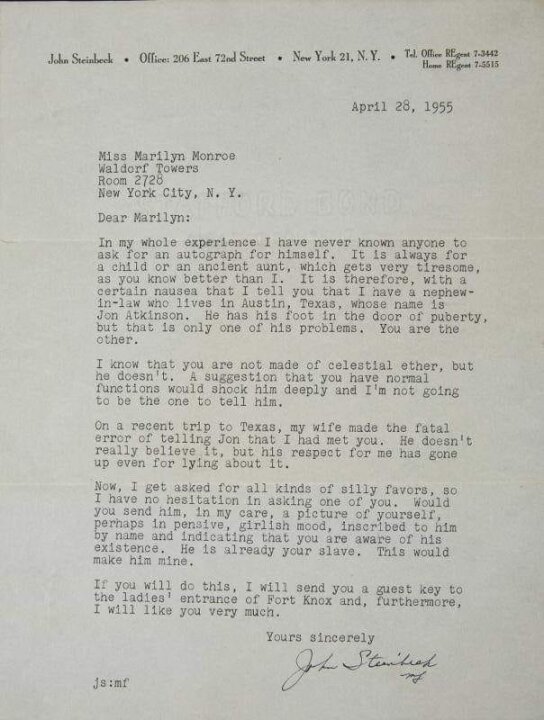 John Steinbeck • Office: 206 East 72nd Street • New York 21, N. Y. • Tel. Office REgent 7-3442
Home REgent 7-5515
April 28, 1955
Miss Marilyn Monroe
Waldorf Towers
Room 2728
New York City, N. Y.
Dear Marilyn:
In my whole experience I have never known anyone to
ask for an autograph for himself. It is always for
a child or an ancient aunt, which gets very tiresome,
as you know better than I. It is therefore, with a
certain nausea that I tell you that I have a nephew-
in-law who lives in Austin, Texas, whose name is
Jon Atkinson. He has his foot in the door of puberty,
but that is only one of his problems. You are the
other.
I know that you are not made of celestial ether, but
he doesn't. A suggestion that you have normal
functions would shock him deeply and I'm not going
to be the one to tell him.
On a recent trip to Texas, my wife made the fatal
error of telling Jon that I had met you. He doesn't
really believe it, but his respect for me has gone
up even for lying about it.
Now, I get asked for all kinds of silly favors, so
I have no hesitation in asking one of you. Would
you send him, in my care, a picture of yourself,
perhaps in pensive, girlish mood, inscribed to him
by name and indicating that you are aware of his
existence. He is already your slave. This would
make him mine.
If you will do this, I will send you a guest key to
the ladies' entrance of Fort Knox and, furthermore,
I will like you very much.
Yours sincerely
John Steinbeck
mf
js:mf